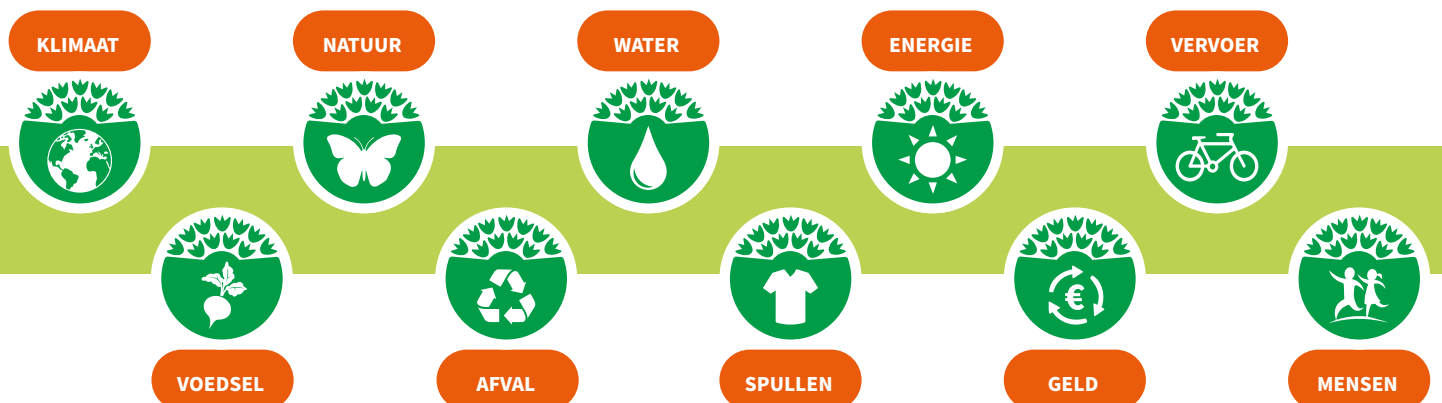 KLIMAAT
NATUUR
WATER
ENERGIE
VERVOER
€
VOEDSEL
AFVAL
SPULLEN
GELD
MENSEN